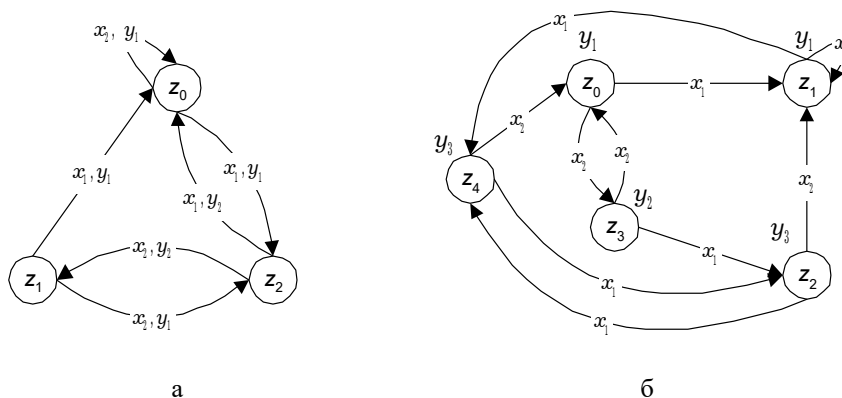 x₂, y₁
z₀
x₁, y₁
x₁, y₁
x₁, y₂
x₂, y₂
z₁
z₂
x₂, y₁
а
x₁
y₁
y₁
x
z₀
x₁
z₁
x₂
y₃
x₂
x₂
z₄
y₂
z₃
x₂
y₃
x₁
z₂
x₁
x₁
б